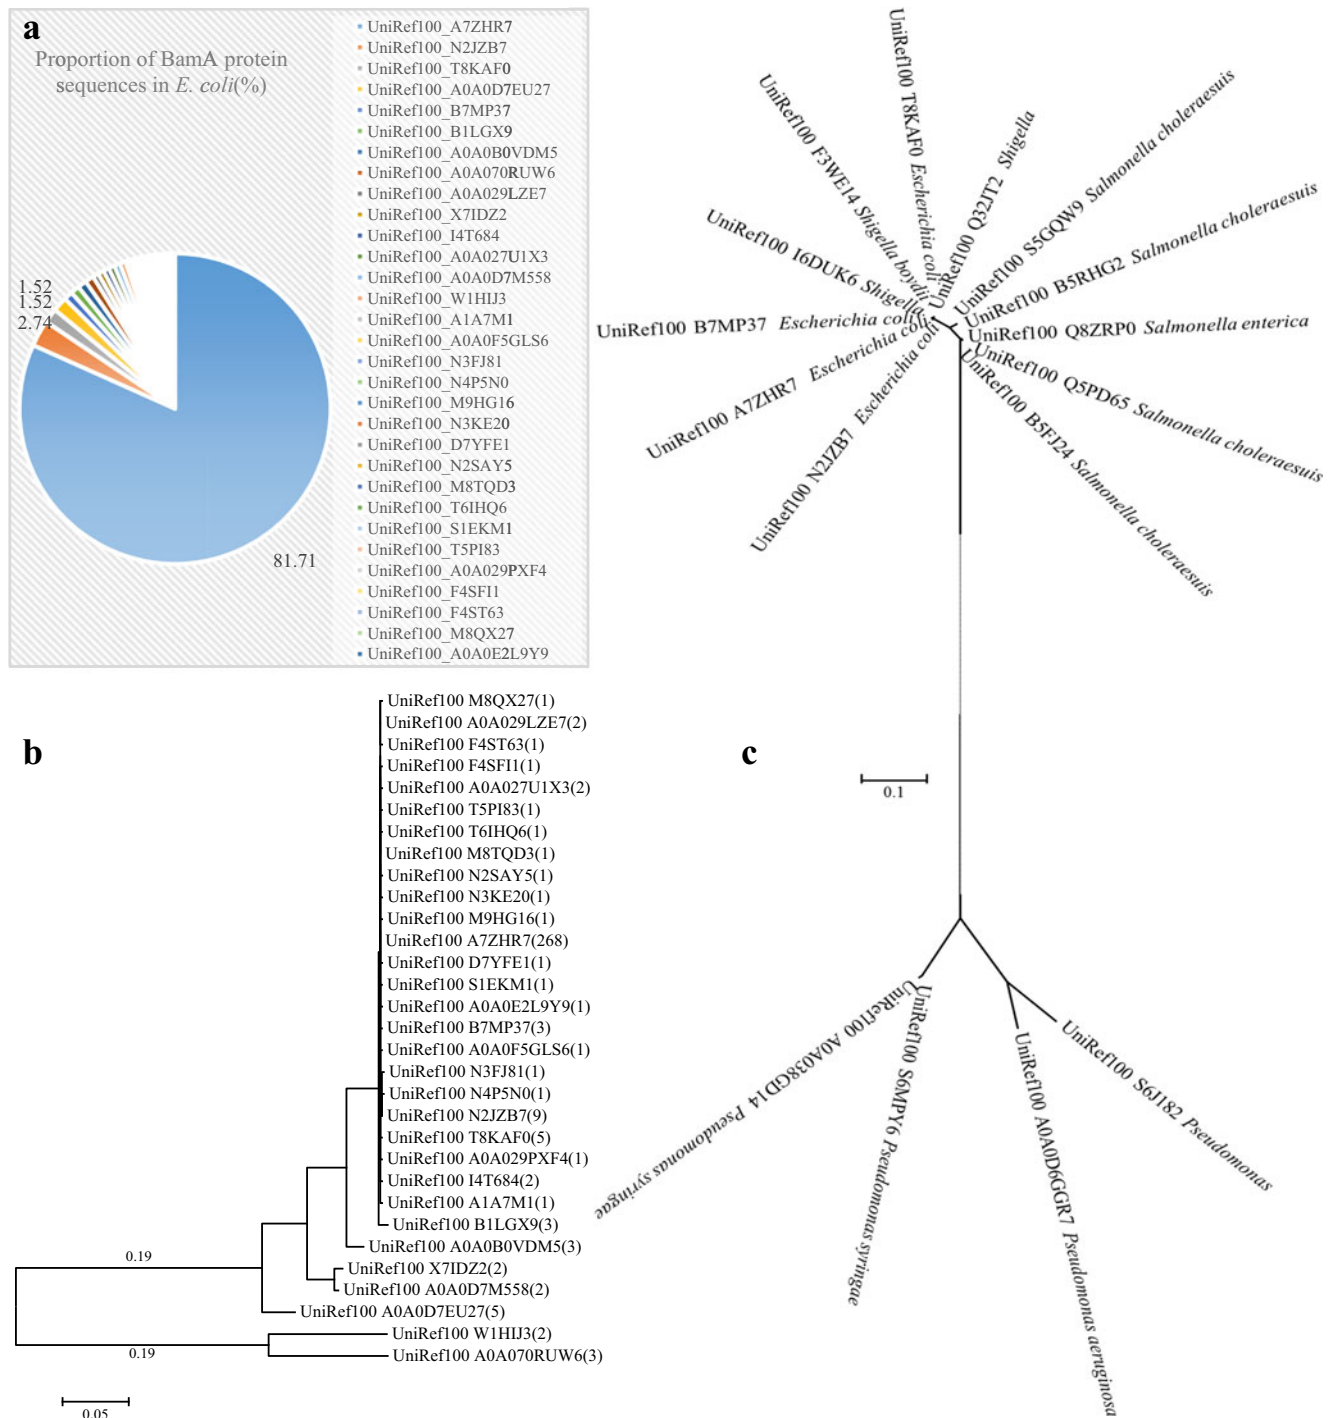 a
Proportion of BamA protein
sequences in E. coli(%)
1.52
1.52
2.74
81.71
UniRef100_A7ZHR7
UniRef100_N2JZB7
UniRef100_T8KAF0
UniRef100_A0A0D7EU27
UniRef100_B7MP37
UniRef100_B1LGX9
UniRef100_A0A0B0VDM5
UniRef100_A0A070RUW6
UniRef100_A0A029LZE7
UniRef100_X7IDZ2
UniRef100_I4T684
UniRef100_A0A027U1X3
UniRef100_A0A0D7M558
UniRef100_W1HIJ3
UniRef100_A1A7M1
UniRef100_A0A0F5GLS6
UniRef100_N3FJ81
UniRef100_N4P5N0
UniRef100_M9HG16
UniRef100_N3KE20
UniRef100_D7YFE1
UniRef100_N2SAY5
UniRef100_M8TQD3
UniRef100_T6IHQ6
UniRef100_S1EKM1
UniRef100_T5PI83
UniRef100_A0A029PXF4
UniRef100_F4SFI1
UniRef100_F4ST63
UniRef100_M8QX27
UniRef100_A0A0E2L9Y9
b
UniRef100 M8QX27(1)
UniRef100 A0A029LZE7(2)
UniRef100 F4ST63(1)
UniRef100 F4SFI1(1)
UniRef100 A0A027U1X3(2)
UniRef100 T5PI83(1)
UniRef100 T6IHQ6(1)
UniRef100 M8TQD3(1)
UniRef100 N2SAY5(1)
UniRef100 N3KE20(1)
UniRef100 M9HG16(1)
UniRef100 A7ZHR7(268)
UniRef100 D7YFE1(1)
UniRef100 S1EKM1(1)
UniRef100 A0A0E2L9Y9(1)
UniRef100 B7MP37(3)
UniRef100 A0A0F5GLS6(1)
UniRef100 N3FJ81(1)
UniRef100 N4P5N0(1)
UniRef100 N2JZB7(9)
UniRef100 T8KAF0(5)
UniRef100 A0A029PXF4(1)
UniRef100 I4T684(2)
UniRef100 A1A7M1(1)
UniRef100 B1LGX9(3)
UniRef100 A0A0B0VDM5(3)
UniRef100 X7IDZ2(2)
UniRef100 A0A0D7M558(2)
UniRef100 A0A0D7EU27(5)
UniRef100 W1HIJ3(2)
UniRef100 A0A070RUW6(3)
0.19
0.19
0.05
c
UniRef100 N2JZB7 Escherichia coli
UniRef100 A7ZHR7 Escherichia coli
UniRef100 B7MP37 Escherichia coli
UniRef100 I6DUK6 Shigella
UniRef100 F3WE14 Shigella boydii
UniRef100 T8KAF0 Escherichia coli
UniRef100 Q32JT2 Shigella
UniRef100 S5GQW9 Salmonella choleraesuis
UniRef100 B5RHG2 Salmonella choleraesuis
UniRef100 Q8ZRP0 Salmonella enterica
UniRef100 Q5PD65 Salmonella choleraesuis
UniRef100 B5FJ24 Salmonella choleraesuis
0.1
UniRef100 A0A038GD14 Pseudomonas syringae
UniRef100 S6MPY6 Pseudomonas syringae
UniRef100 A0A0D6GGR7 Pseudomonas aeruginosa
UniRef100 S6J182 Pseudomonas